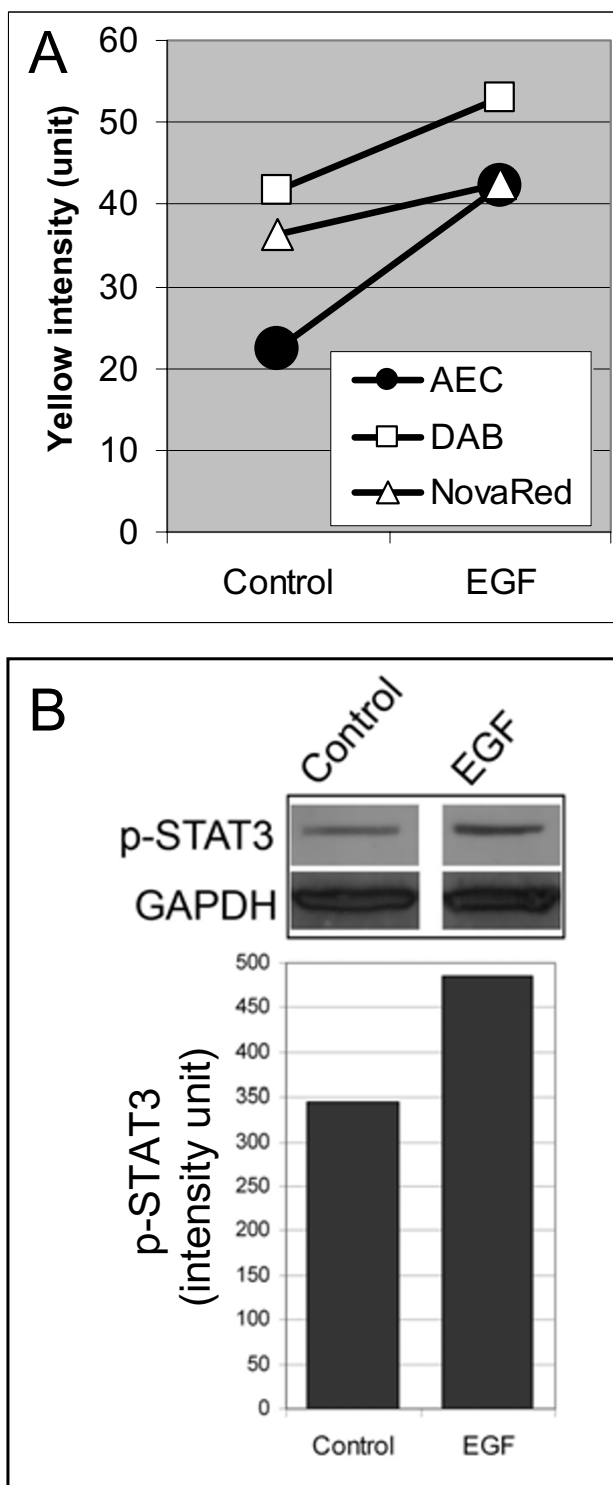 A
Yellow intensity (unit)
60
50
40
30
20
10
0
AEC
DAB
NovaRed
Control EGF
B
Control EGF
p-STAT3
GAPDH
p-STAT3
(intensity unit)
500
450
400
350
300
250
200
150
100
50
0
Control EGF